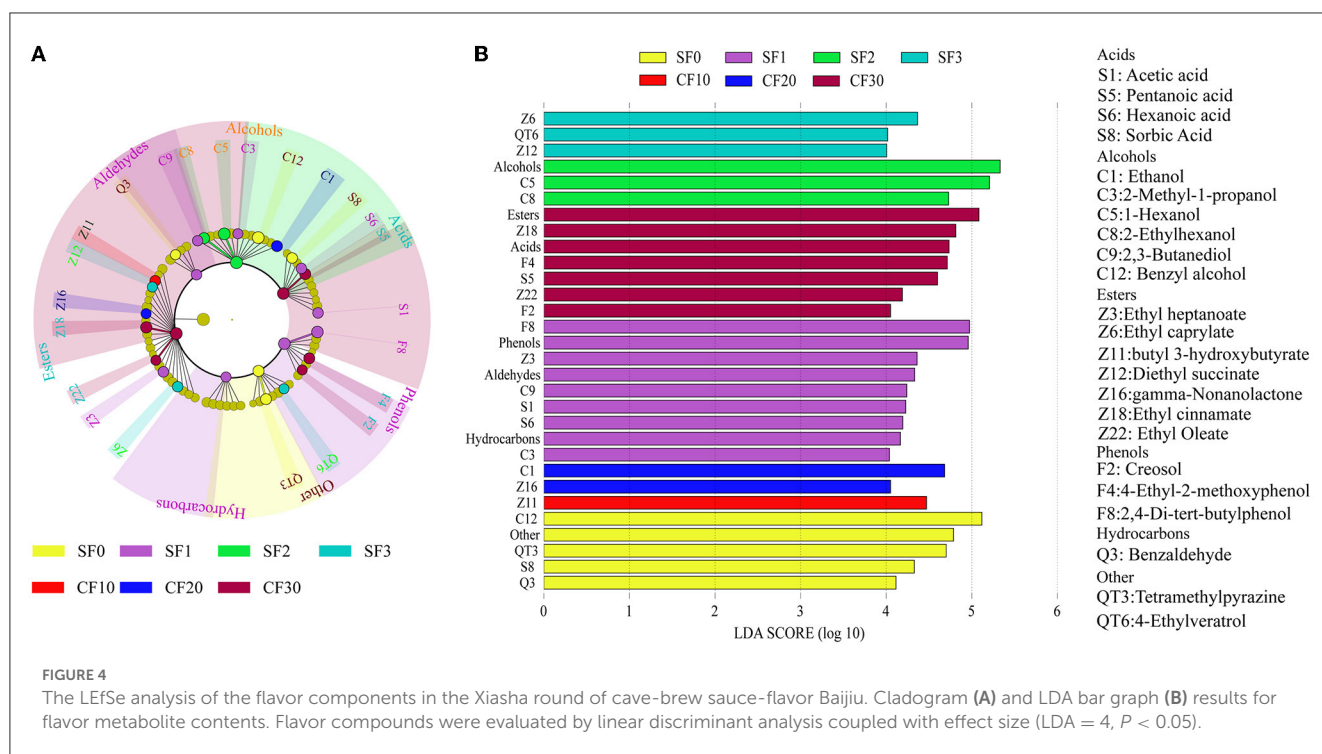 A
Alcohols
Aldehydes
C9
C8
C5
C3
C12
C1
Q3
S8
S6
S5
Acids
Z11
Z12
Z16
Z18
Esters
S1
F8
Z22
Z3
Z6
F4
F2
Phenols
QT6
QT3
Other
Hydrocarbons
SF0 SF1 SF2 SF3
CF10 CF20 CF30
B
SF0 SF1 SF2 SF3
CF10 CF20 CF30
Z6
QT6
Z12
Alcohols
C5
C8
Esters
Z18
Acids
F4
S5
Z22
F2
F8
Phenols
Z3
Aldehydes
C9
S1
S6
Hydrocarbons
C3
C1
Z16
Z11
C12
Other
QT3
S8
Q3
0 1 2 3 4 5 6
LDA SCORE (log 10)
Acids
S1: Acetic acid
S5: Pentanoic acid
S6: Hexanoic acid
S8: Sorbic Acid
Alcohols
C1: Ethanol
C3:2-Methyl-1-propanol
C5:1-Hexanol
C8:2-Ethylhexanol
C9:2,3-Butanediol
C12: Benzyl alcohol
Esters
Z3:Ethyl heptanoate
Z6:Ethyl caprylate
Z11:butyl 3-hydroxybutyrate
Z12:Diethyl succinate
Z16:gamma-Nonanolactone
Z18:Ethyl cinnamate
Z22: Ethyl Oleate
Phenols
F2: Creosol
F4:4-Ethyl-2-methoxyphenol
F8:2,4-Di-tert-butylphenol
Hydrocarbons
Q3: Benzaldehyde
Other
QT3:Tetramethylpyrazine
QT6:4-Ethylveratrol
FIGURE 4
The LEfSe analysis of the flavor components in the Xiasha round of cave-brew sauce-flavor Baijiu. Cladogram (A) and LDA bar graph (B) results for
flavor metabolite contents. Flavor compounds were evaluated by linear discriminant analysis coupled with effect size (LDA = 4, P < 0.05).